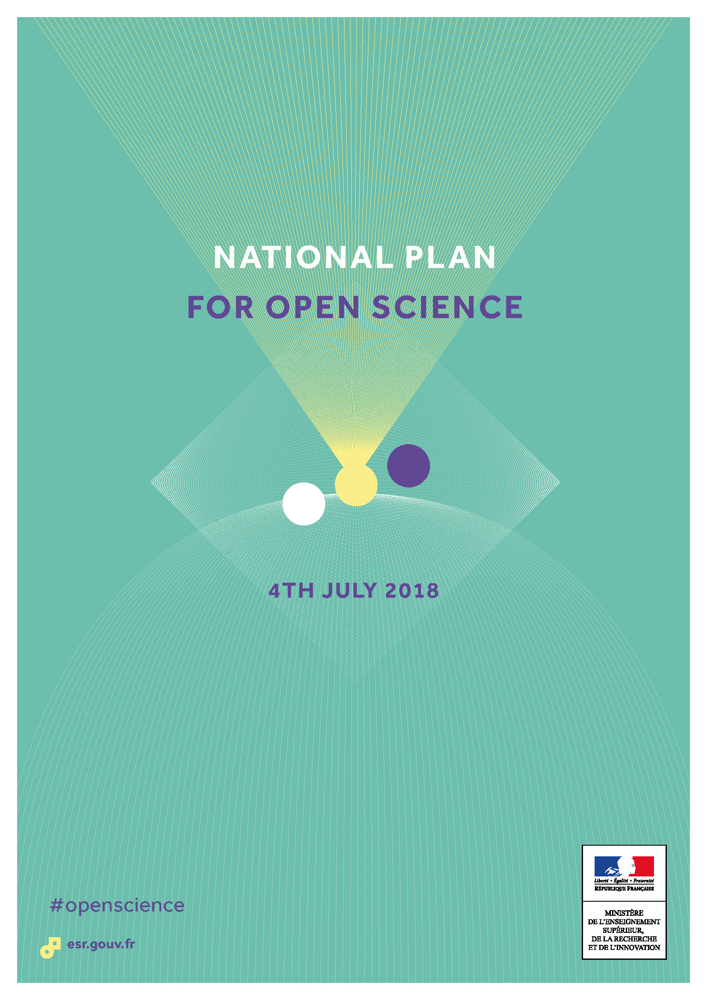 NATIONAL PLAN
FOR OPEN SCIENCE
4TH JULY 2018
#openscience
esr.gouv.fr
Liberté • Égalité • Fraternité
RÉPUBLIQUE FRANÇAISE
MINISTÈRE
DE L'ENSEIGNEMENT
SUPÉRIEUR,
DE LA RECHERCHE
ET DE L'INNOVATION